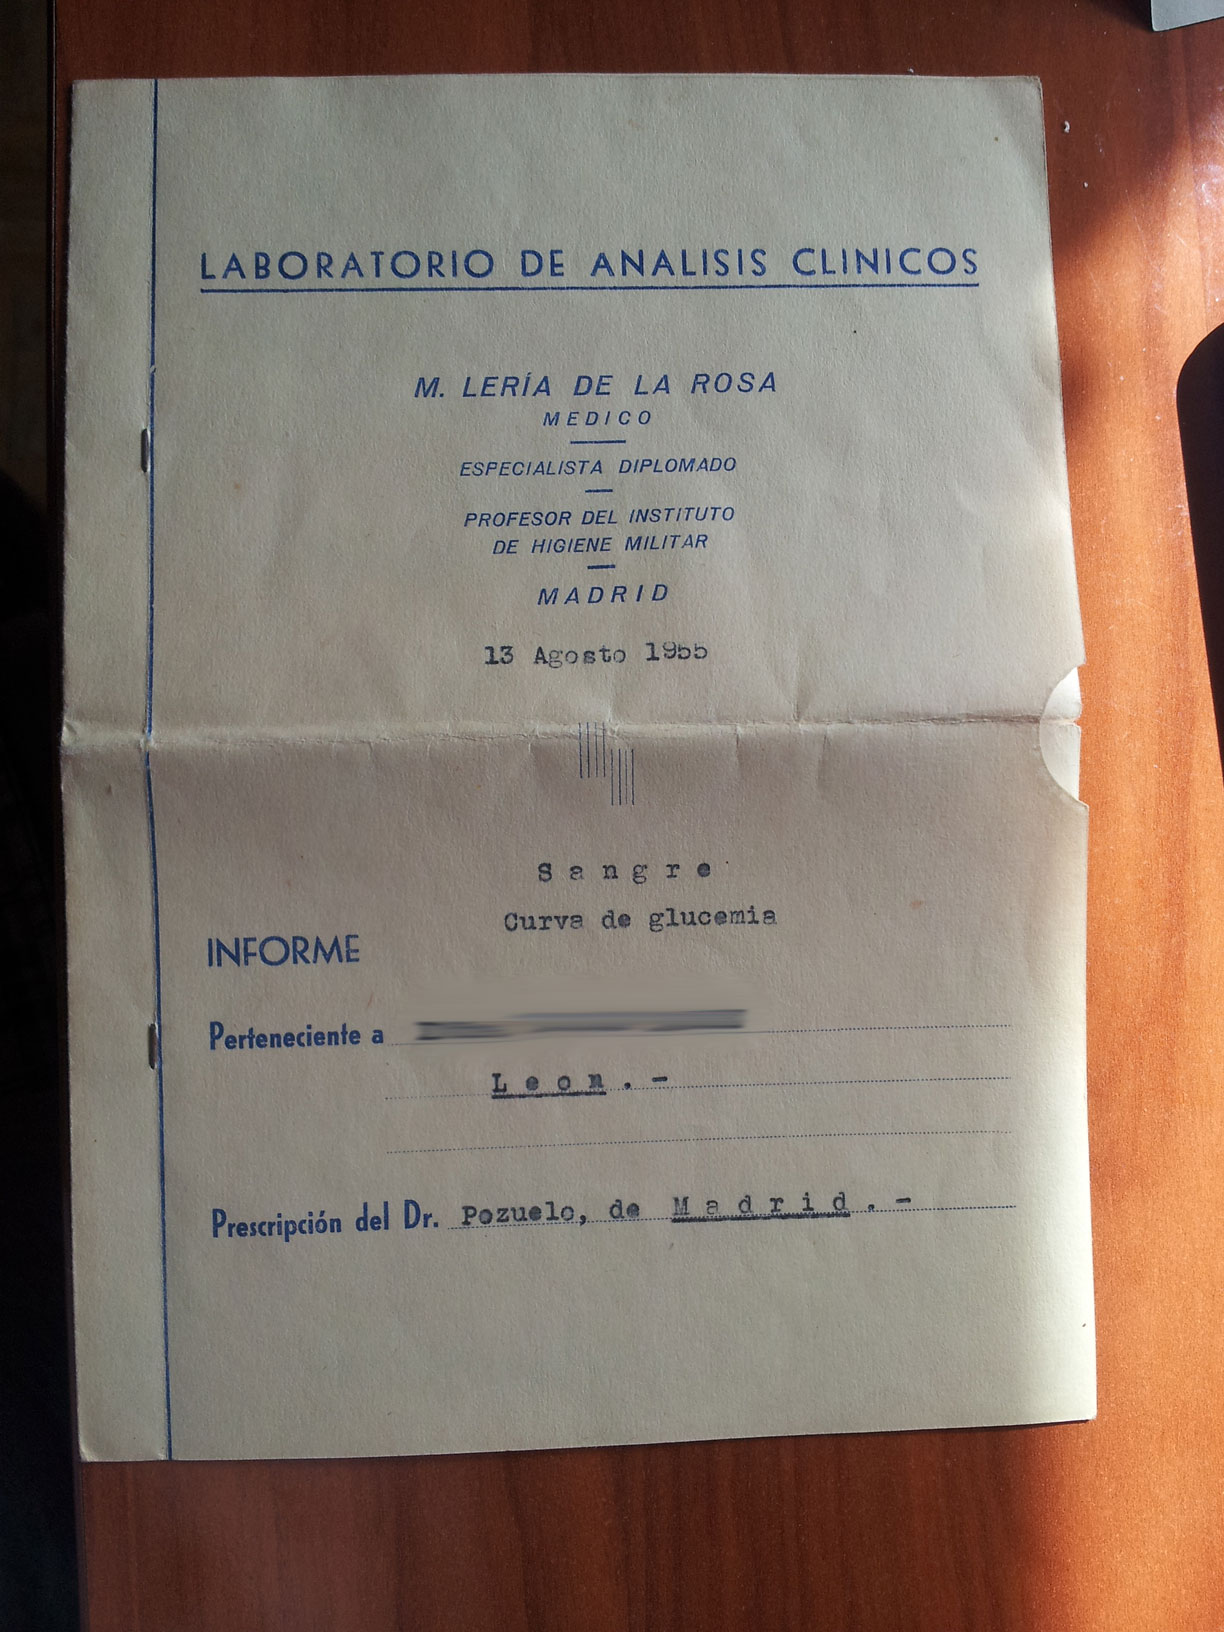 LABORATORIO DE ANALISIS CLINICOS
M. LERÍA DE LA ROSA
MEDICO
ESPECIALISTA DIPLOMADO
PROFESOR DEL INSTITUTO
DE HIGIENE MILITAR
MADRID
13 Agosto 1955
Sangre
Curva de glucemia
INFORME
Perteneciente a
Leon.-
Prescripción del Dr. Pozuelo, de Madrid.-